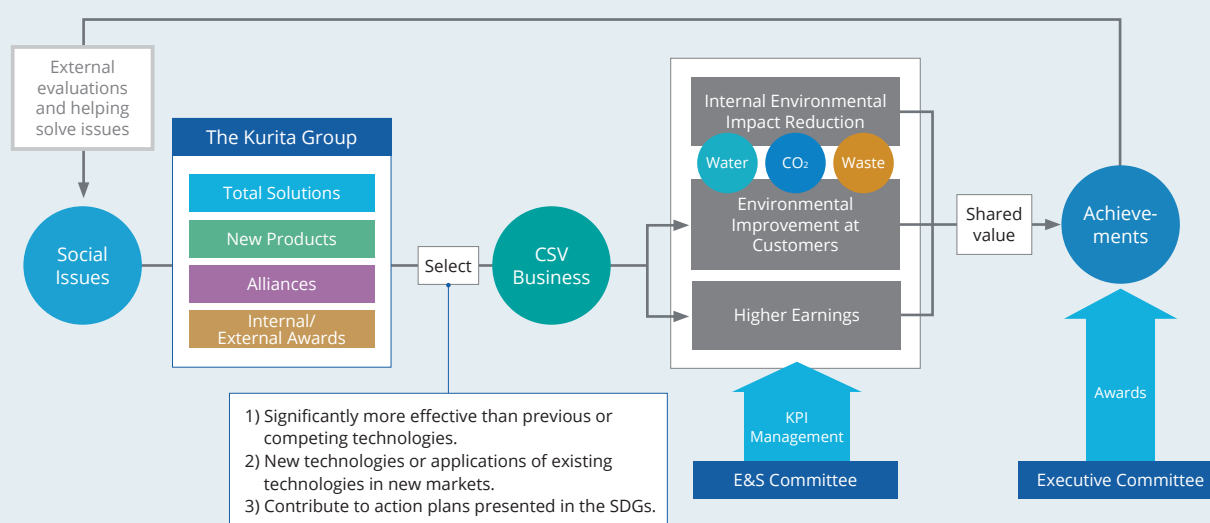 External
evaluations
and helping
solve issues
Social
Issues
The Kurita Group
Total Solutions
New Products
Alliances
Internal/
External Awards
Select
1) Significantly more effective than previous or
competing technologies.
2) New technologies or applications of existing
technologies in new markets.
3) Contribute to action plans presented in the SDGs.
CSV
Business
Internal Environmental
Impact Reduction
Water
CO₂
Waste
Environmental
Improvement at
Customers
Higher Earnings
KPI
Management
E&S Committee
Shared
value
Achieve-
ments
Awards
Executive Committee